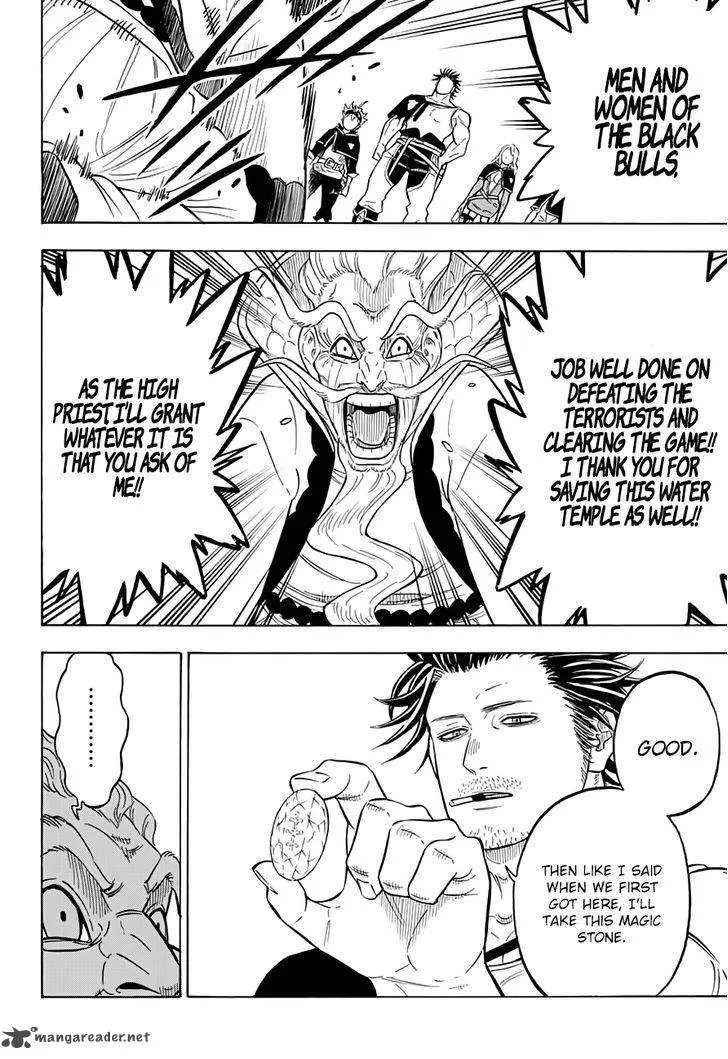 MEN AND
WOMEN OF
THE BLACK
BULLS,
JOB WELL DONE ON
DEFEATING THE
TERRORISTS AND
CLEARING THE GAME!!
I THANK YOU FOR
SAVING THIS WATER
TEMPLE AS WELL!!
AS THE HIGH
PRIEST I'LL GRANT
WHATEVER IT IS
THAT YOU ASK OF
ME!!
GOOD.
THEN LIKE I SAID
WHEN WE FIRST
GOT HERE, I'LL
TAKE THIS MAGIC
STONE.
.........
mangareader.net